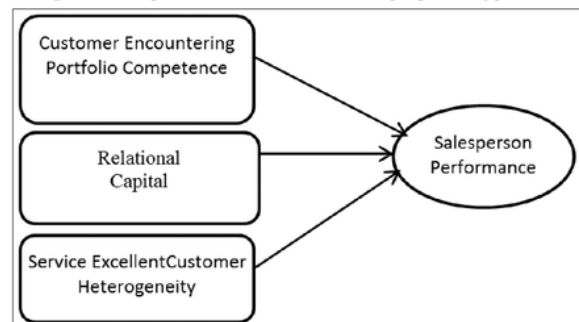 Customer Encountering
Portfolio Competence
Relational
Capital
Service ExcellentCustomer
Heterogeneity
Salesperson
Performance